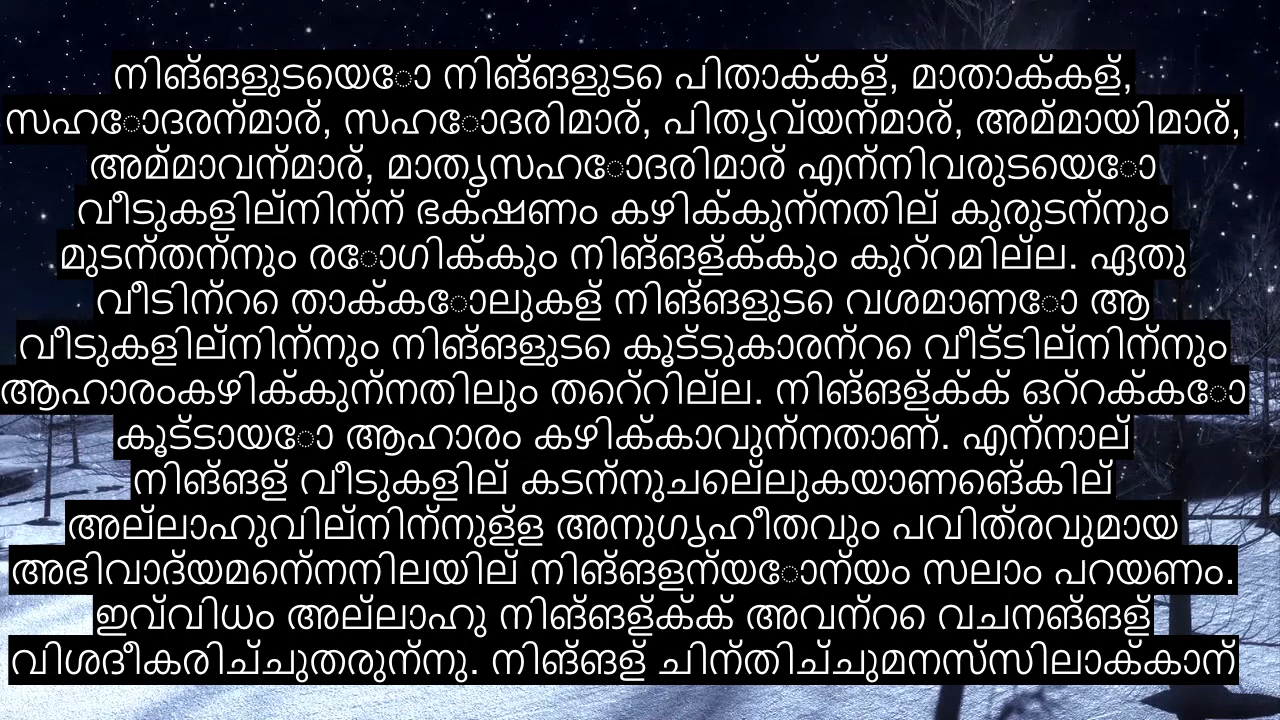 നിങ്ങളുടെയോ നിങ്ങളുടെ പിതാക്കള്, മാതാക്കള്,
സഹോദരന്മാര്, സഹോദരിമാര്, പിതൃവ്യന്മാര്, അമ്മായിമാര്,
അമ്മാവന്മാര്, മാതൃസഹോദരിമാര് എന്നിവരുടെയോ
വീടുകളില്നിന്ന് ഭക്ഷണം കഴിക്കുന്നതില് കുരുടന്നും
മുടന്തന്നും രോഗിക്കും നിങ്ങള്ക്കും കുറ്റമില്ല. ഏതു
വീടിന്റെ താക്കോലുകള് നിങ്ങളുടെ വശമാണോ ആ
വീടുകളില്നിന്നും നിങ്ങളുടെ കൂട്ടുകാരന്റെ വീട്ടില്നിന്നും
ആഹാരംകഴിക്കുന്നതിലും തെറ്റില്ല. നിങ്ങള്ക്ക് ഒറ്റക്കോ
കൂട്ടായോ ആഹാരം കഴിക്കാവുന്നതാണ്. എന്നാല്
നിങ്ങള് വീടുകളില് കടന്നുചെല്ലുകയാണെങ്കില്
അല്ലാഹുവില്നിന്നുള്ള അനുഗൃഹീതവും പവിത്രവുമായ
അഭിവാദ്യമെന്നനിലയില് നിങ്ങളന്യോന്യം സലാം പറയണം.
ഇവ്വിധം അല്ലാഹു നിങ്ങള്ക്ക് അവന്റെ വചനങ്ങള്
വിശദീകരിച്ചുതരുന്നു. നിങ്ങള് ചിന്തിച്ചുമനസ്സിലാക്കാന്